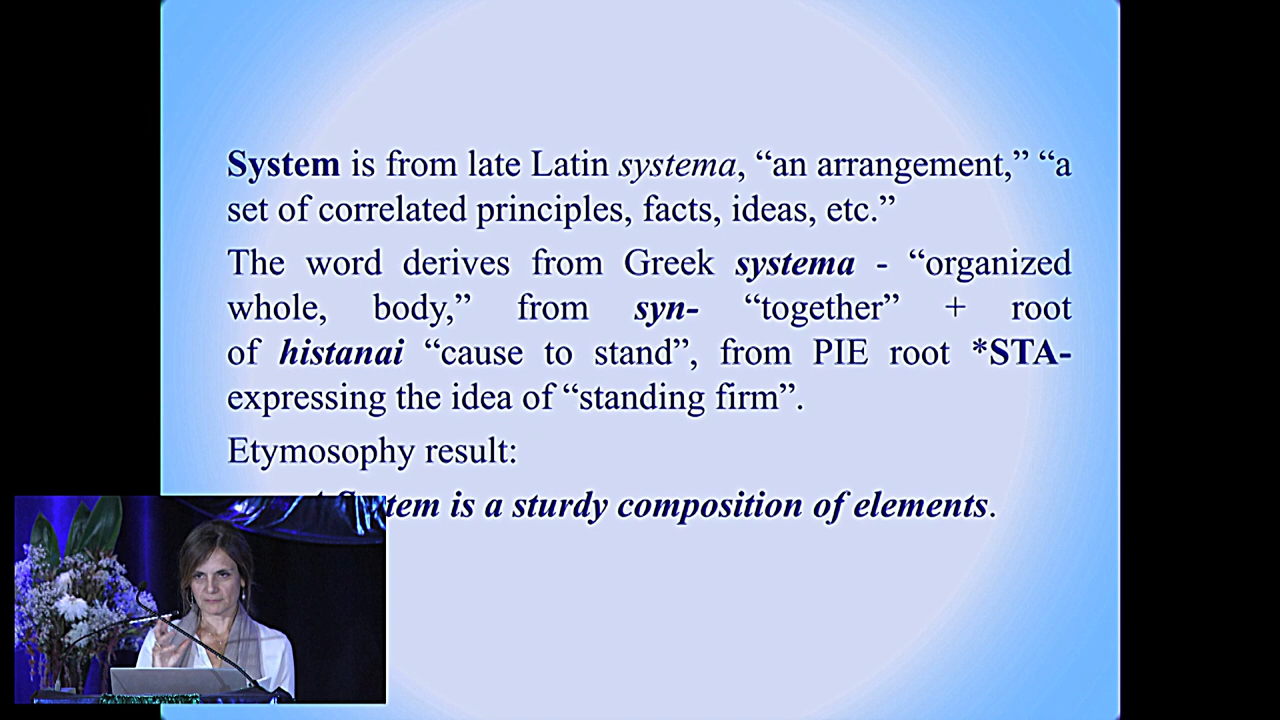 System is from late Latin systema, “an arrangement,” “a
set of correlated principles, facts, ideas, etc.”
The word derives from Greek systema - “organized
whole, body,” from syn- “together” + root
of histanai “cause to stand”, from PIE root *STA-
expressing the idea of “standing firm”.
Etymosophy result:
is a sturdy composition of elements.